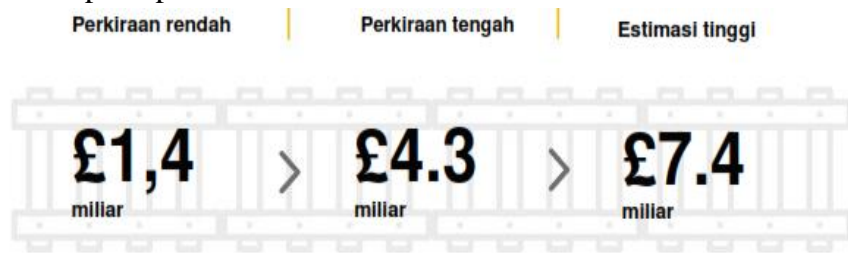 Perkiraan rendah
Perkiraan tengah
Estimasi tinggi
£1,4
£4.3
£7.4
miliar
miliar
miliar